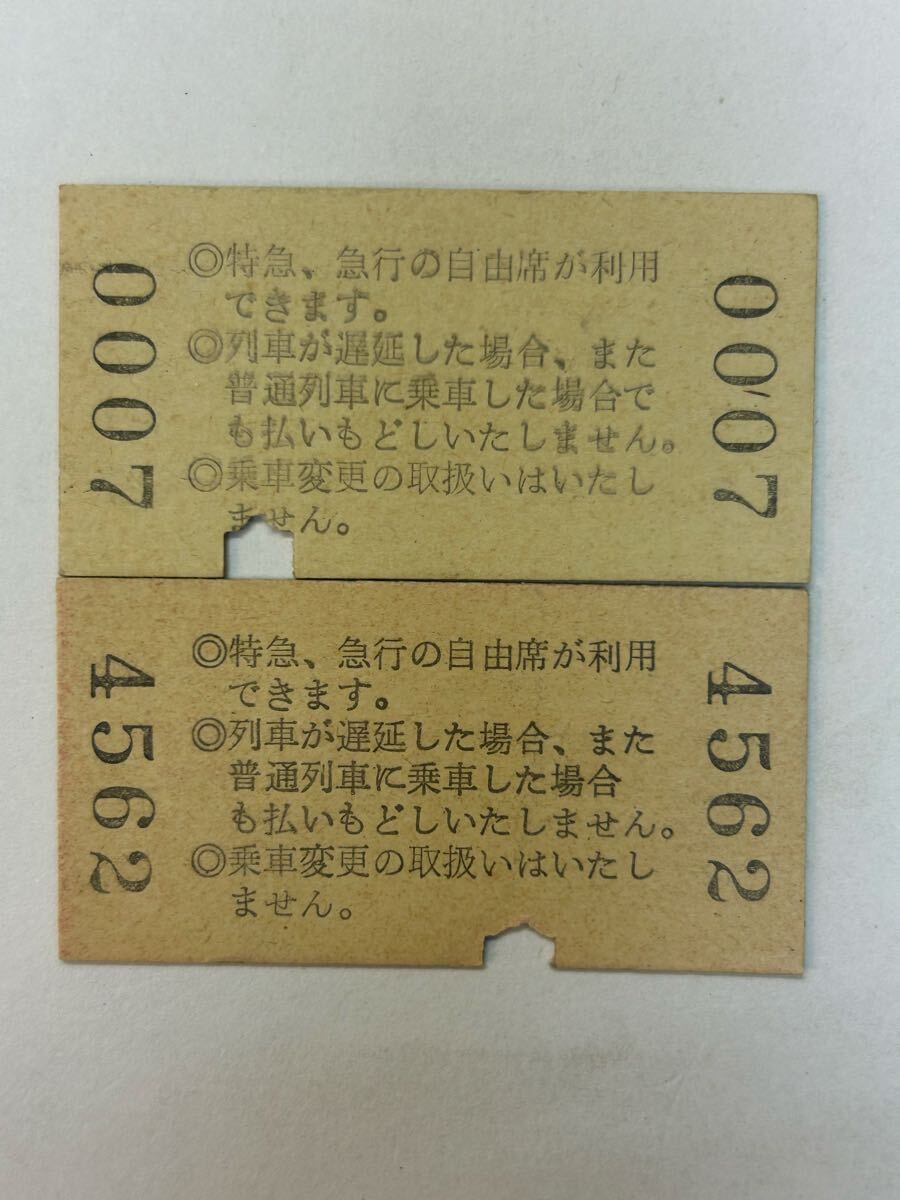 0007
◎特急、急行の自由席が利用
できます。
◎列車が遅延した場合、また
普通列車に乗車した場合で
も払いもどしいたしません。
◎乗車変更の取扱いはいたし
ません。
0007
4562
◎特急、急行の自由席が利用
できます。
◎列車が遅延した場合、また
普通列車に乗車した場合
も払いもどしいたしません。
◎乗車変更の取扱いはいたし
ません。
4562